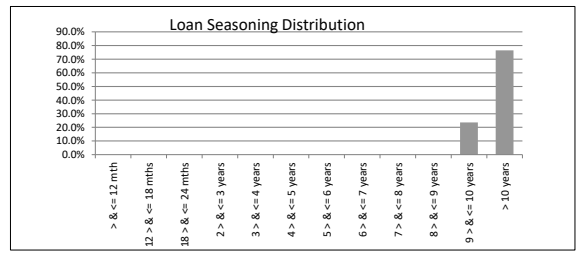 Loan Seasoning Distribution
90.0%
80.0%
70.0%
60.0%
50.0%
40.0%
30.0%
20.0%
10.0%
0.0%
> & <= 12 mth
12 > & <= 18 mths
18 > & <= 24 mths
2 > & <= 3 years
3 > & <= 4 years
4 > & <= 5 years
5 > & <= 6 years
6 > & <= 7 years
7 > & <= 8 years
8 > & <= 9 years
9 > & <= 10 years
> 10 years